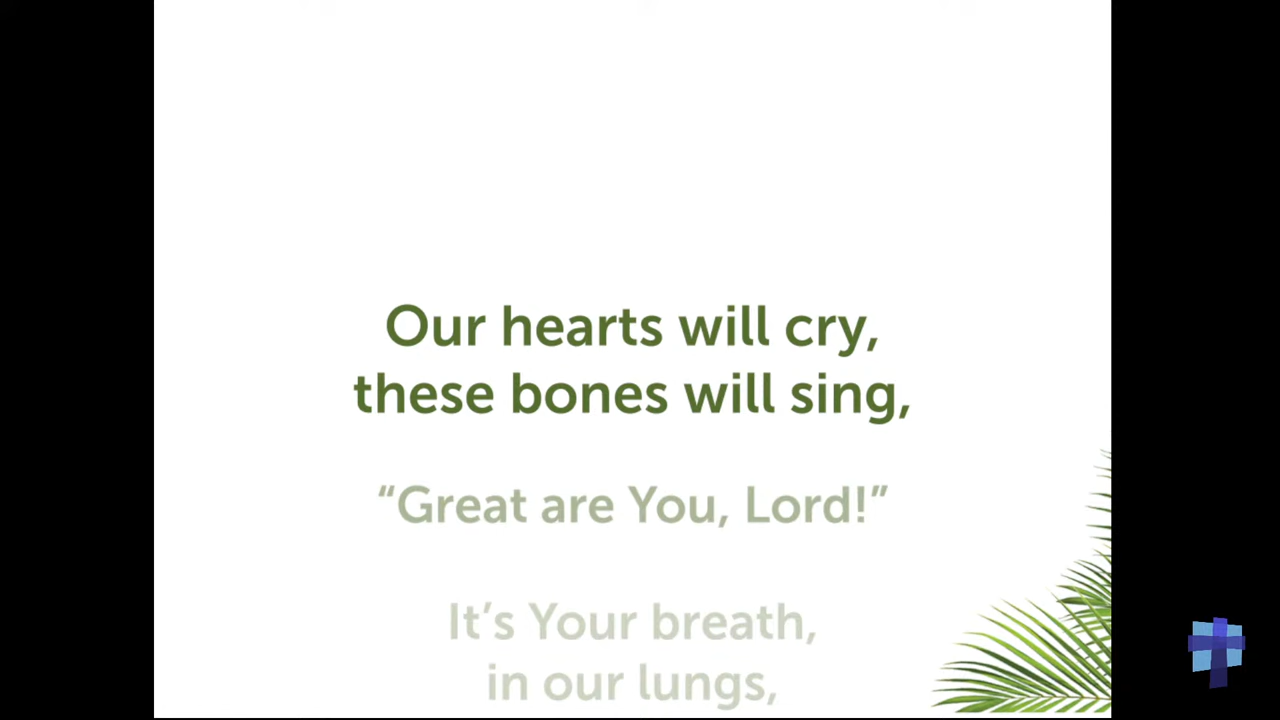 Our hearts will cry,
these bones will sing,
“Great are You, Lord!”
It’s Your breath,
in our lungs,